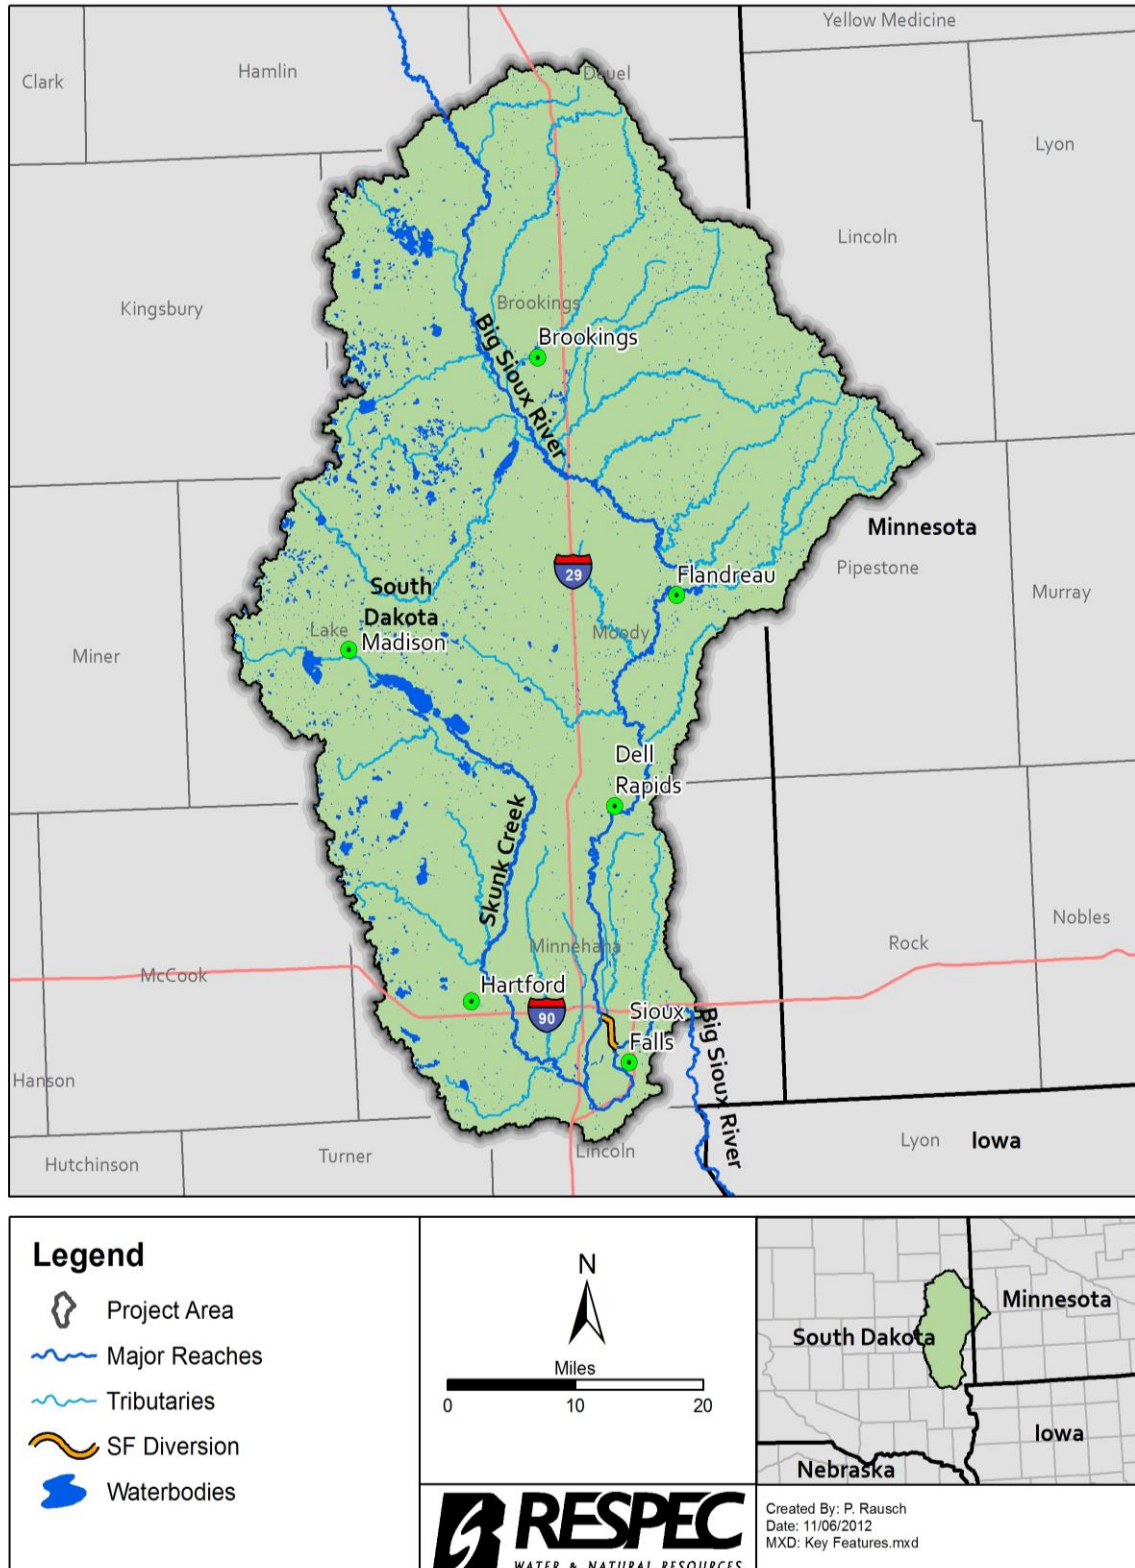 Yellow Medicine
Clark
Hamlin
Deuel
Lyon
Lincoln
Kingsbury
Brookings
Brookings
Big Sioux River
Minnesota
Pipestone
Murray
29
Flandreau
South
Dakota
Lake
Madison
Moody
Miner
Dell
Rapids
Skunk Creek
Minnehaha
Nobles
Rock
McCook
Hartford
90
Sioux
Falls
Big Sioux River
Hanson
Hutchinson
Turner
Lincoln
Lyon
Iowa
Legend
Project Area
Major Reaches
Tributaries
SF Diversion
Waterbodies
N
Miles
0 10 20
Minnesota
South Dakota
Iowa
Nebraska
RESPEC
WATER & NATURAL RESOURCES
Created By: P. Rausch
Date: 11/06/2012
MXD: Key Features.mxd